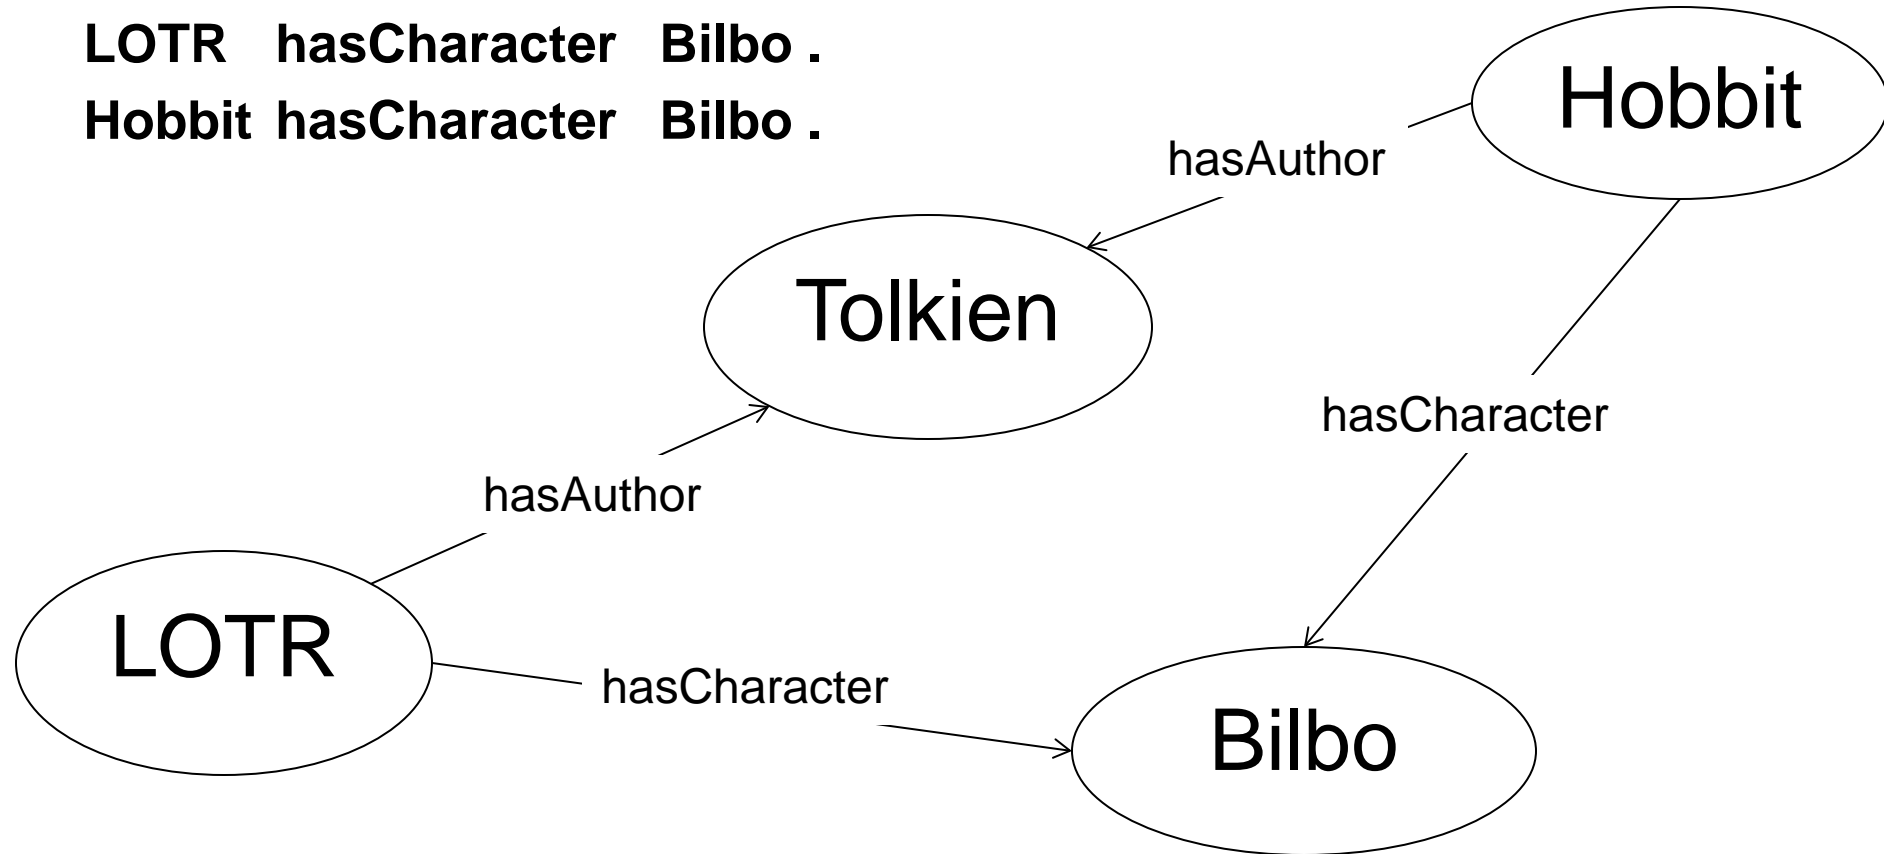 LOTR hasCharacter Bilbo .
Hobbit hasCharacter Bilbo .
Hobbit
hasAuthor
Tolkien
hasCharacter
hasAuthor
LOTR
hasCharacter
Bilbo